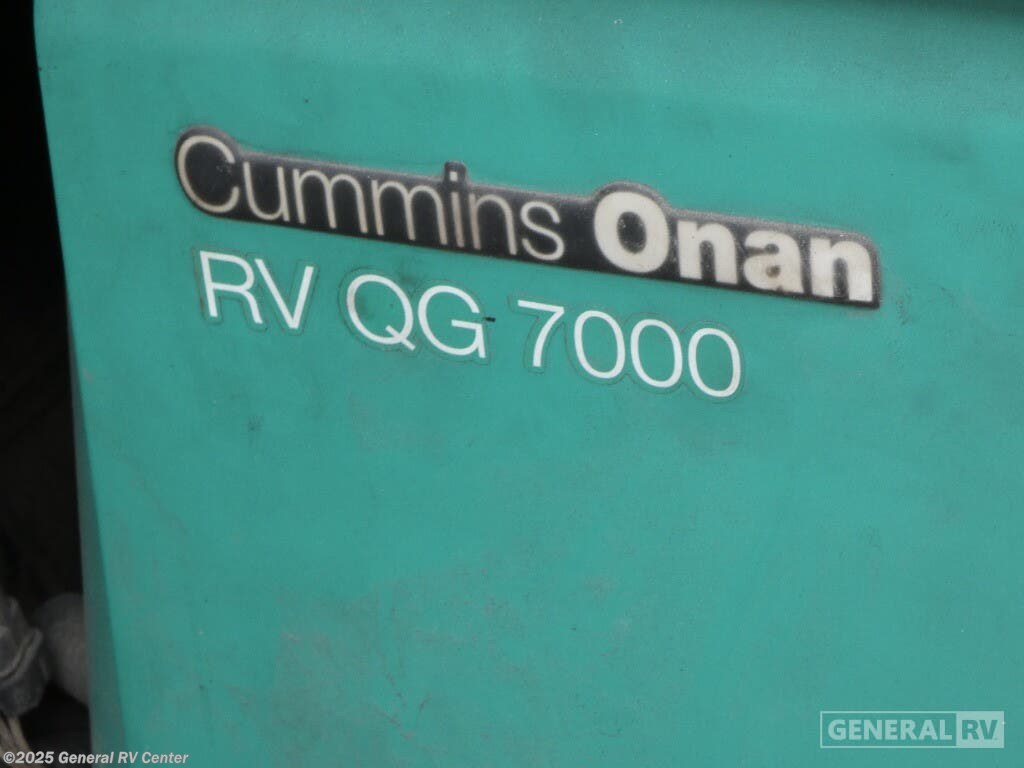 Cummins Onan
RV QG 7000
GENERAL RV
©2025 General RV Center